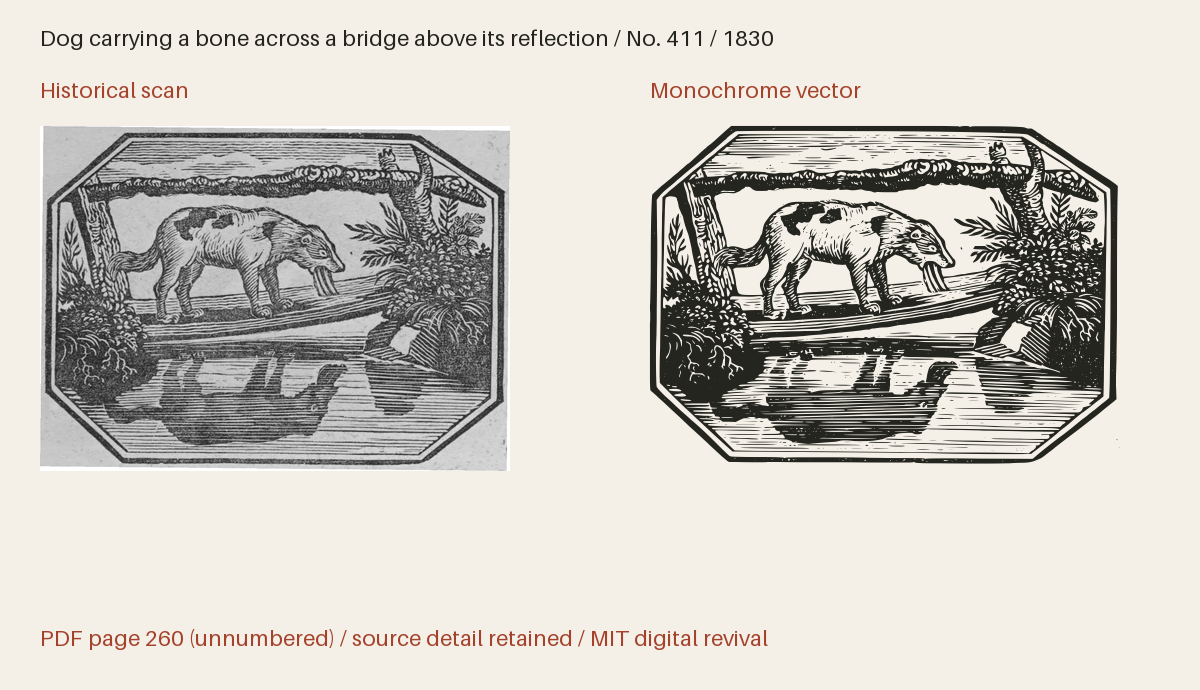 Dog carrying a bone across a bridge above its reflection / No. 411 / 1830
Historical scan
Monochrome vector
PDF page 260 (unnumbered) / source detail retained / MIT digital revival